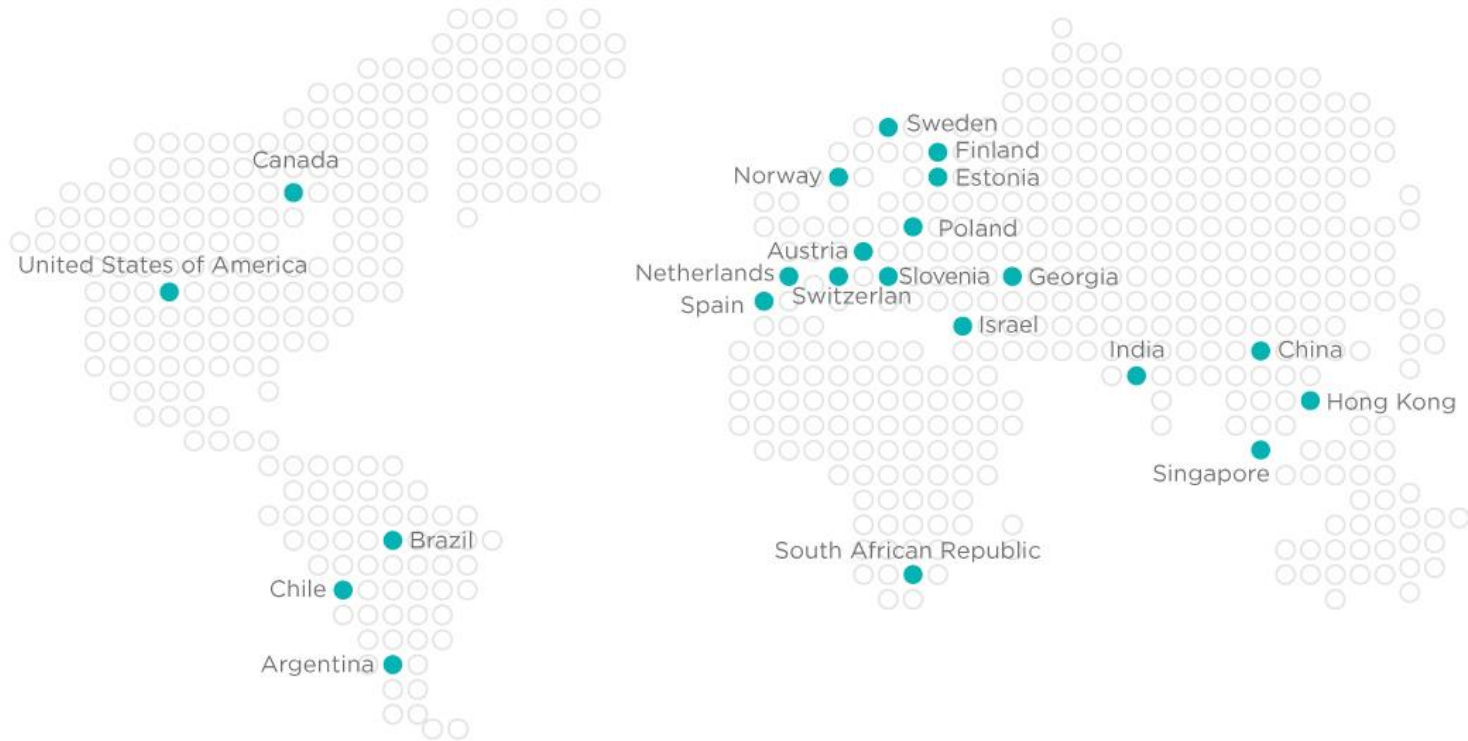 Sweden
Canada
Finland
Norway
Estonia
Poland
Austria
United States of America
Netherlands
Slovenia
Georgia
Switzerlan
Spain
Israel
India
China
Hong Kong
Singapore
Brazil
South African Republic
Chile
Argentina